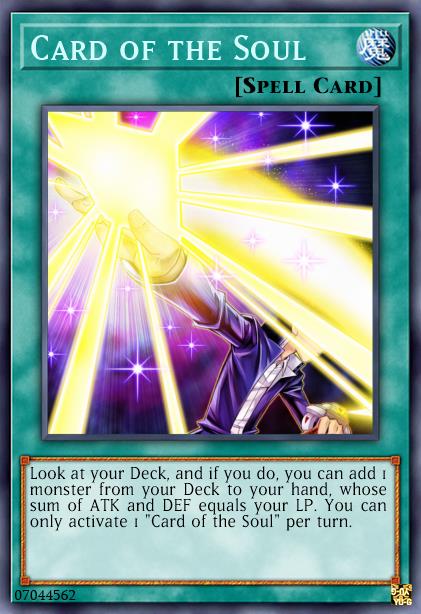 Card of the Soul
魔
[Spell Card]
Look at your Deck, and if you do, you can add 1
monster from your Deck to your hand, whose
sum of ATK and DEF equals your LP. You can
only activate 1 "Card of the Soul" per turn.
07044562